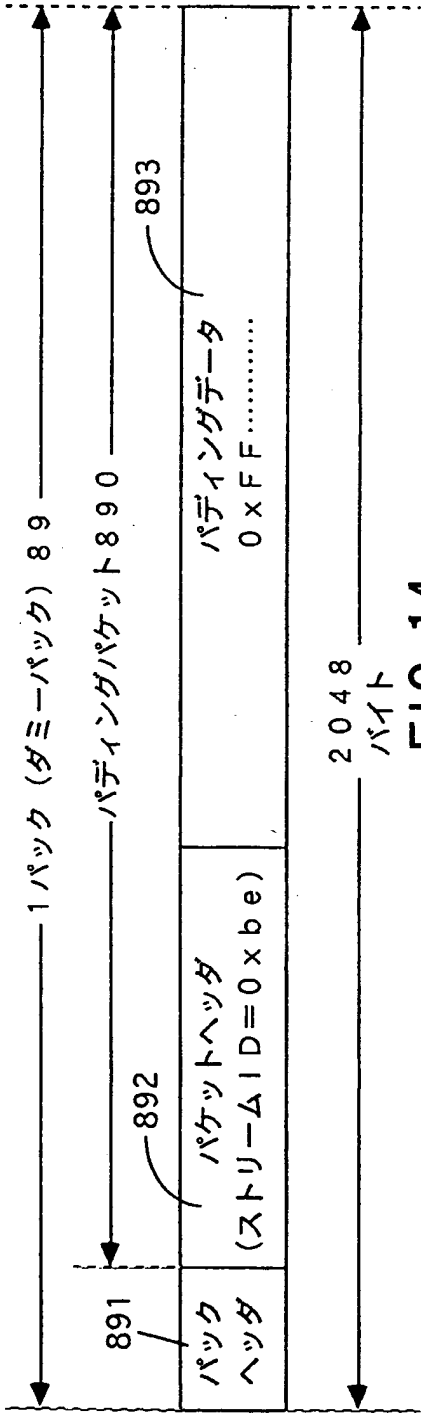 1パック (ダミーパック) 89
パディングパケット890
891
892
893
パック
ヘッダ
パケットヘッダ
(ストリームID=0xbe)
パディングデータ
0xFF............
2048
バイト
FIG.14